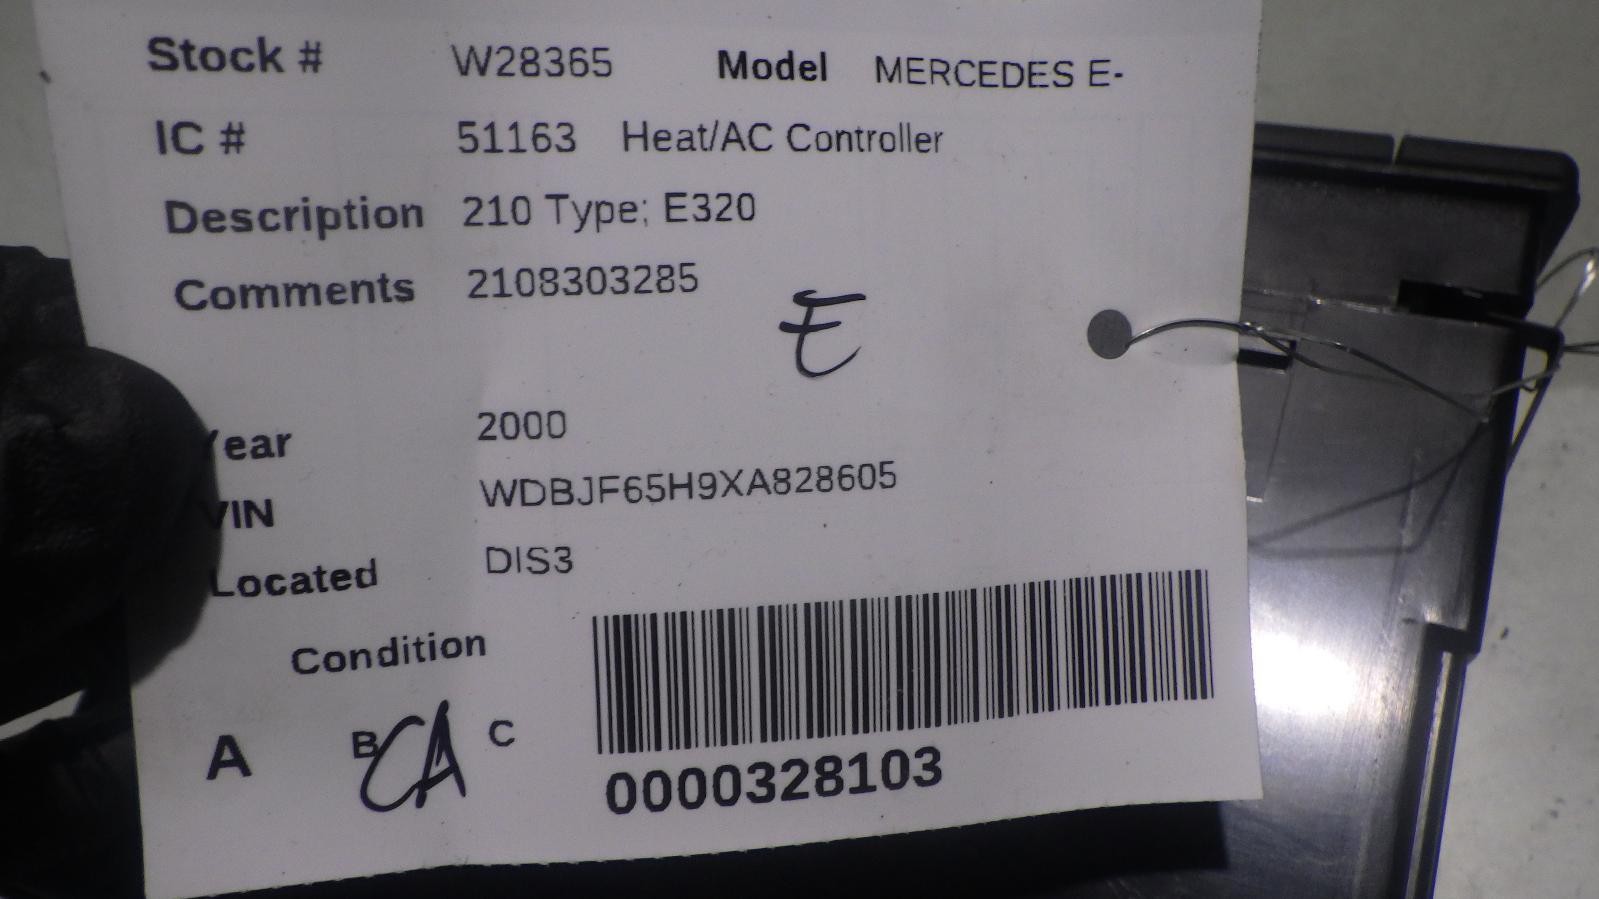 Stock # W28365 Model MERCEDES E-
IC # 51163 Heat/AC Controller
Description 210 Type; E320
Comments 2108303285
E
Year 2000
VIN WDBJF65H9XA828605
Located DIS3
Condition
A B CA C
0000328103